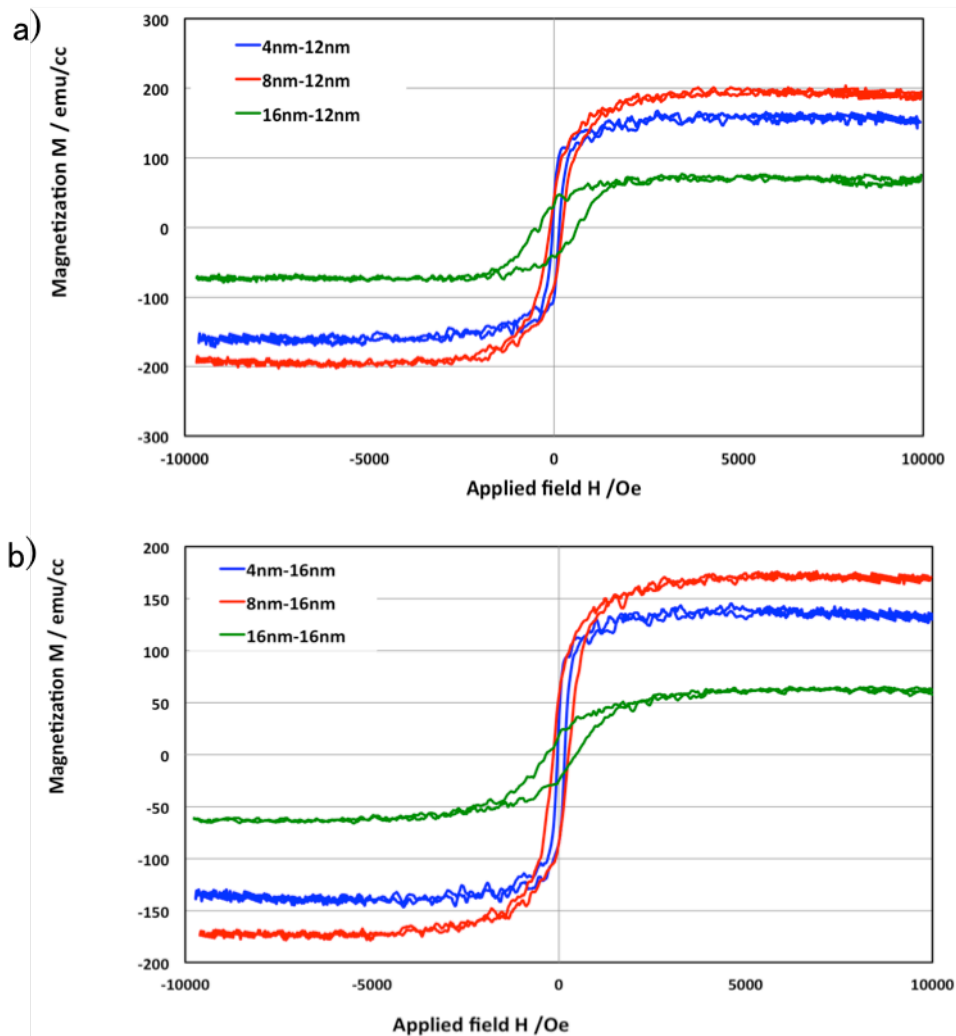 a)
300
200
100
0
-100
-200
-300
Magnetization M / emu/cc
4nm-12nm
8nm-12nm
16nm-12nm
-10000 -5000 0 5000 10000
Applied field H /Oe
b)
200
150
100
50
0
-50
-100
-150
-200
Magnetization M / emu/cc
4nm-16nm
8nm-16nm
16nm-16nm
-10000 -5000 0 5000 10000
Applied field H /Oe